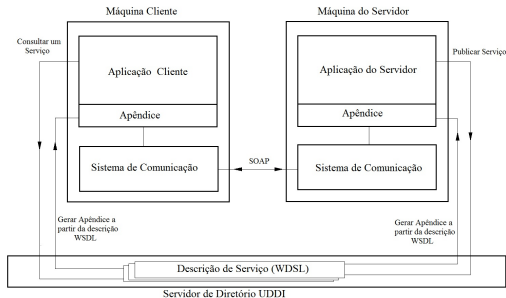 Máquina Cliente
Máquina do Servidor
Consultar um
Serviço
Publicar Serviço
Aplicação Cliente
Aplicação do Servidor
Apêndice
Apêndice
Sistema de Comunicação
SOAP
Sistema de Comunicação
Gerar Apêndice a
partir da descrição
WSDL
Gerar Apêndice a
partir da descrição
WSDL
Descrição de Serviço (WDSL)
Servidor de Diretório UDDI